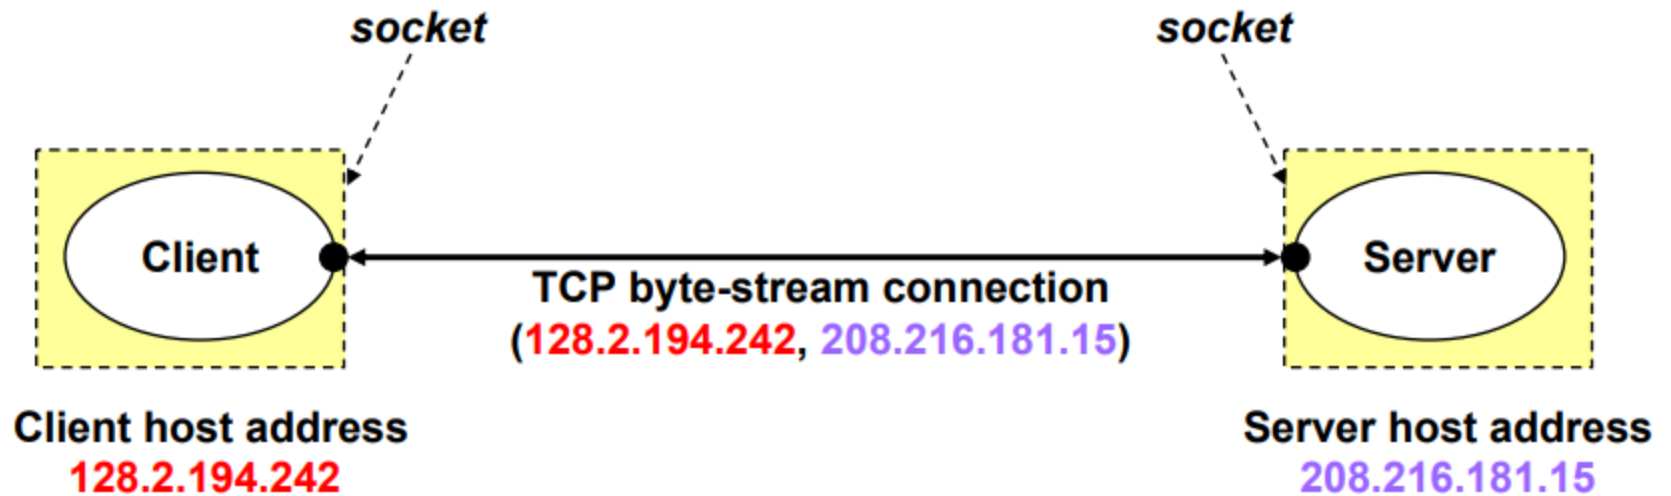 socket
socket
Client
Server
TCP byte-stream connection
(128.2.194.242, 208.216.181.15)
Client host address
128.2.194.242
Server host address
208.216.181.15